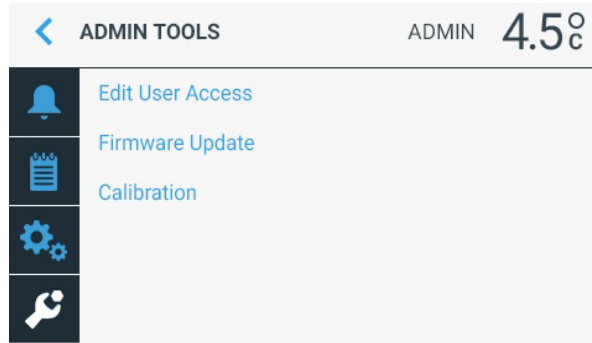 ADMIN TOOLS ADMIN 4.5°C
Edit User Access
Firmware Update
Calibration